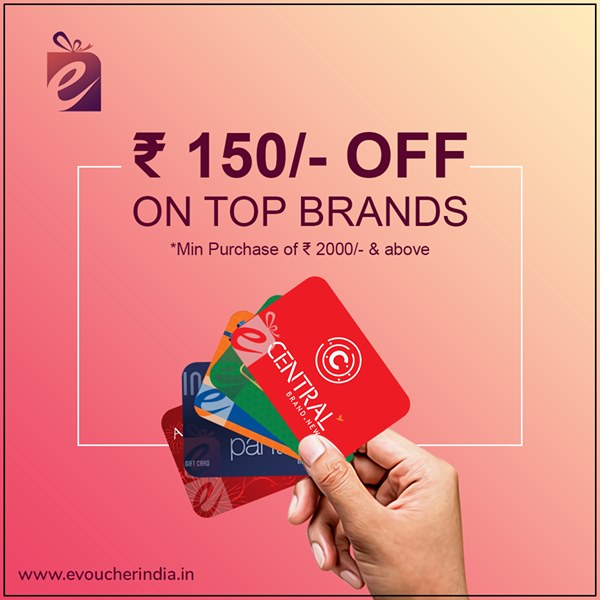 e
₹ 150/- OFF
ON TOP BRANDS
*Min Purchase of ₹ 2000/- & above
e
C
CENTRAL
BRAND.NEW
GIFT CARD
e
www.evoucherindia.in